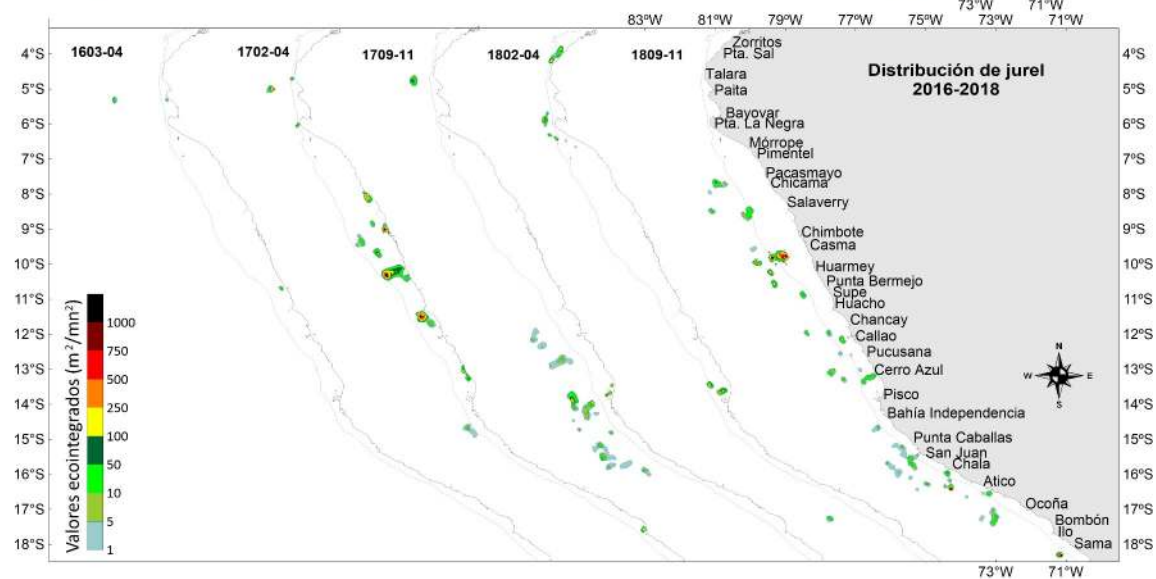 73°W 71°W
83°W 81°W 79°W 77°W 75°W 73°W 71°W
1603-04 1702-04 1709-11 1802-04 1809-11
Distribución de jurel
2016-2018
4°S
5°S
6°S
7°S
8°S
9°S
10°S
11°S
12°S
13°S
14°S
15°S
16°S
17°S
18°S
Zorritos
Pta. Sal
Talara
Paita
Bayovar
Pta. La Negra
Mórrope
Pimentel
Pacasmayo
Chicama
Salaverry
Chimbote
Casma
Huarmey
Punta Bermejo
Supe
Huacho
Chancay
Callao
Pucusana
Cerro Azul
Pisco
Bahía Independencia
Punta Caballas
San Juan
Chala
Atico
Ocoña
Bombón
Ilo
Sama
4°S
5°S
6°S
7°S
8°S
9°S
10°S
11°S
12°S
13°S
14°S
15°S
16°S
17°S
18°S
N
W E
S
Valores ecointegrados (m²/mn²)
1000
750
500
250
100
50
10
5
1
73°W 71°W